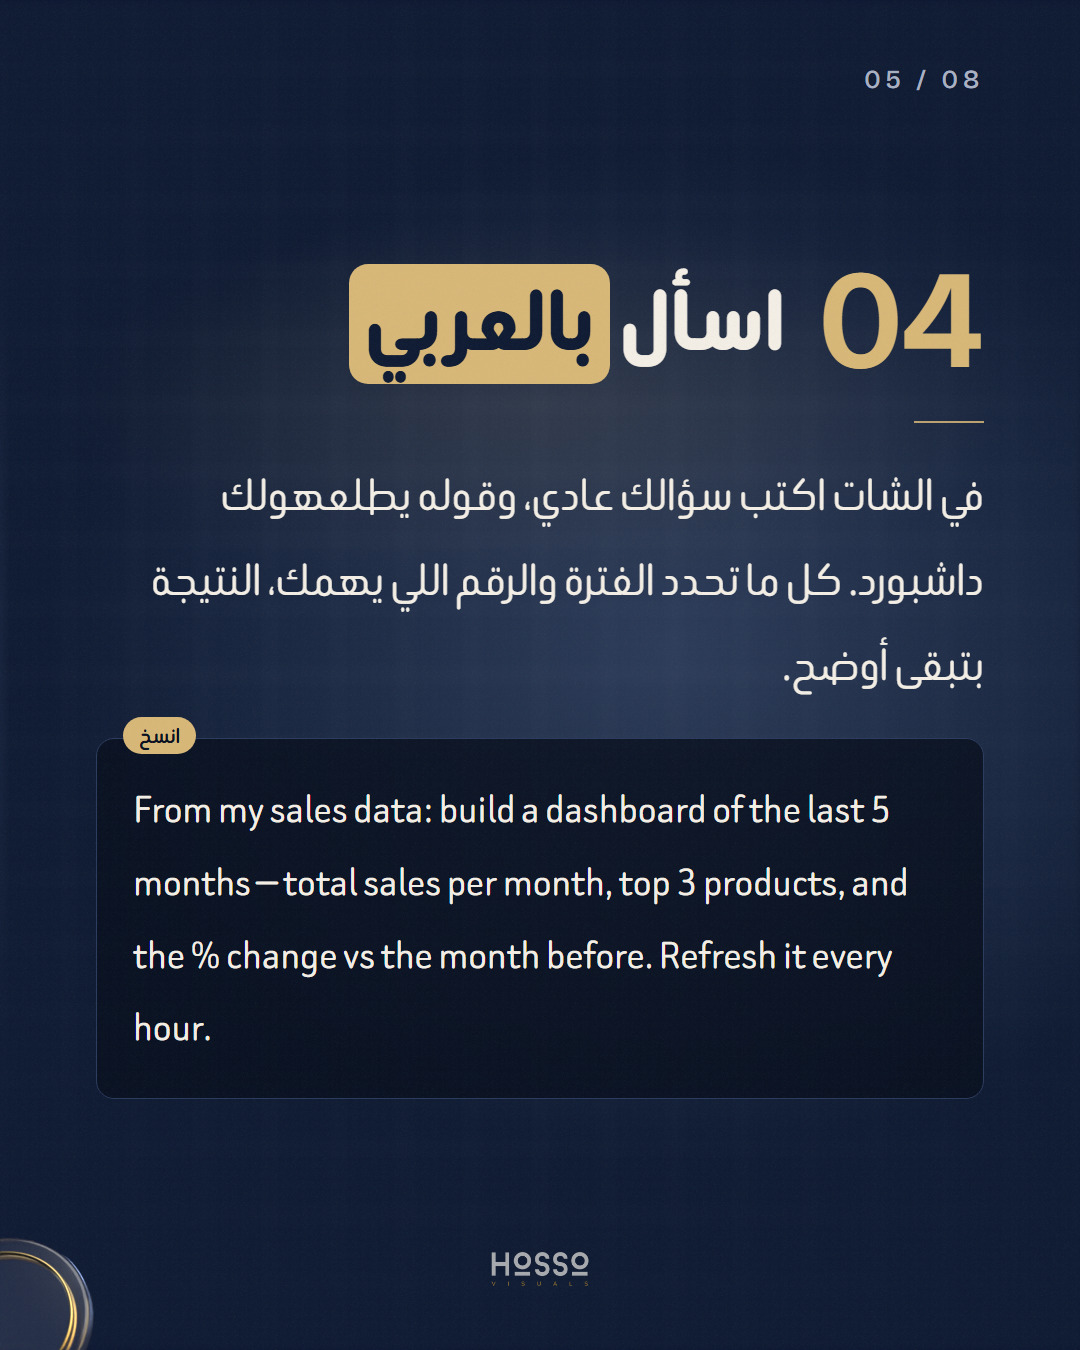 05 / 08
04 اسأل بالعربي
في الشات اكتب سؤالك عادي، وقوله يطلعهولك
داشبورد. كل ما تحدد الفترة والرقم اللي يهمك، النتيجة
بتبقى أوضح.
انسخ
From my sales data: build a dashboard of the last 5
months—total sales per month, top 3 products, and
the % change vs the month before. Refresh it every
hour.
HOSSO
VISUALS